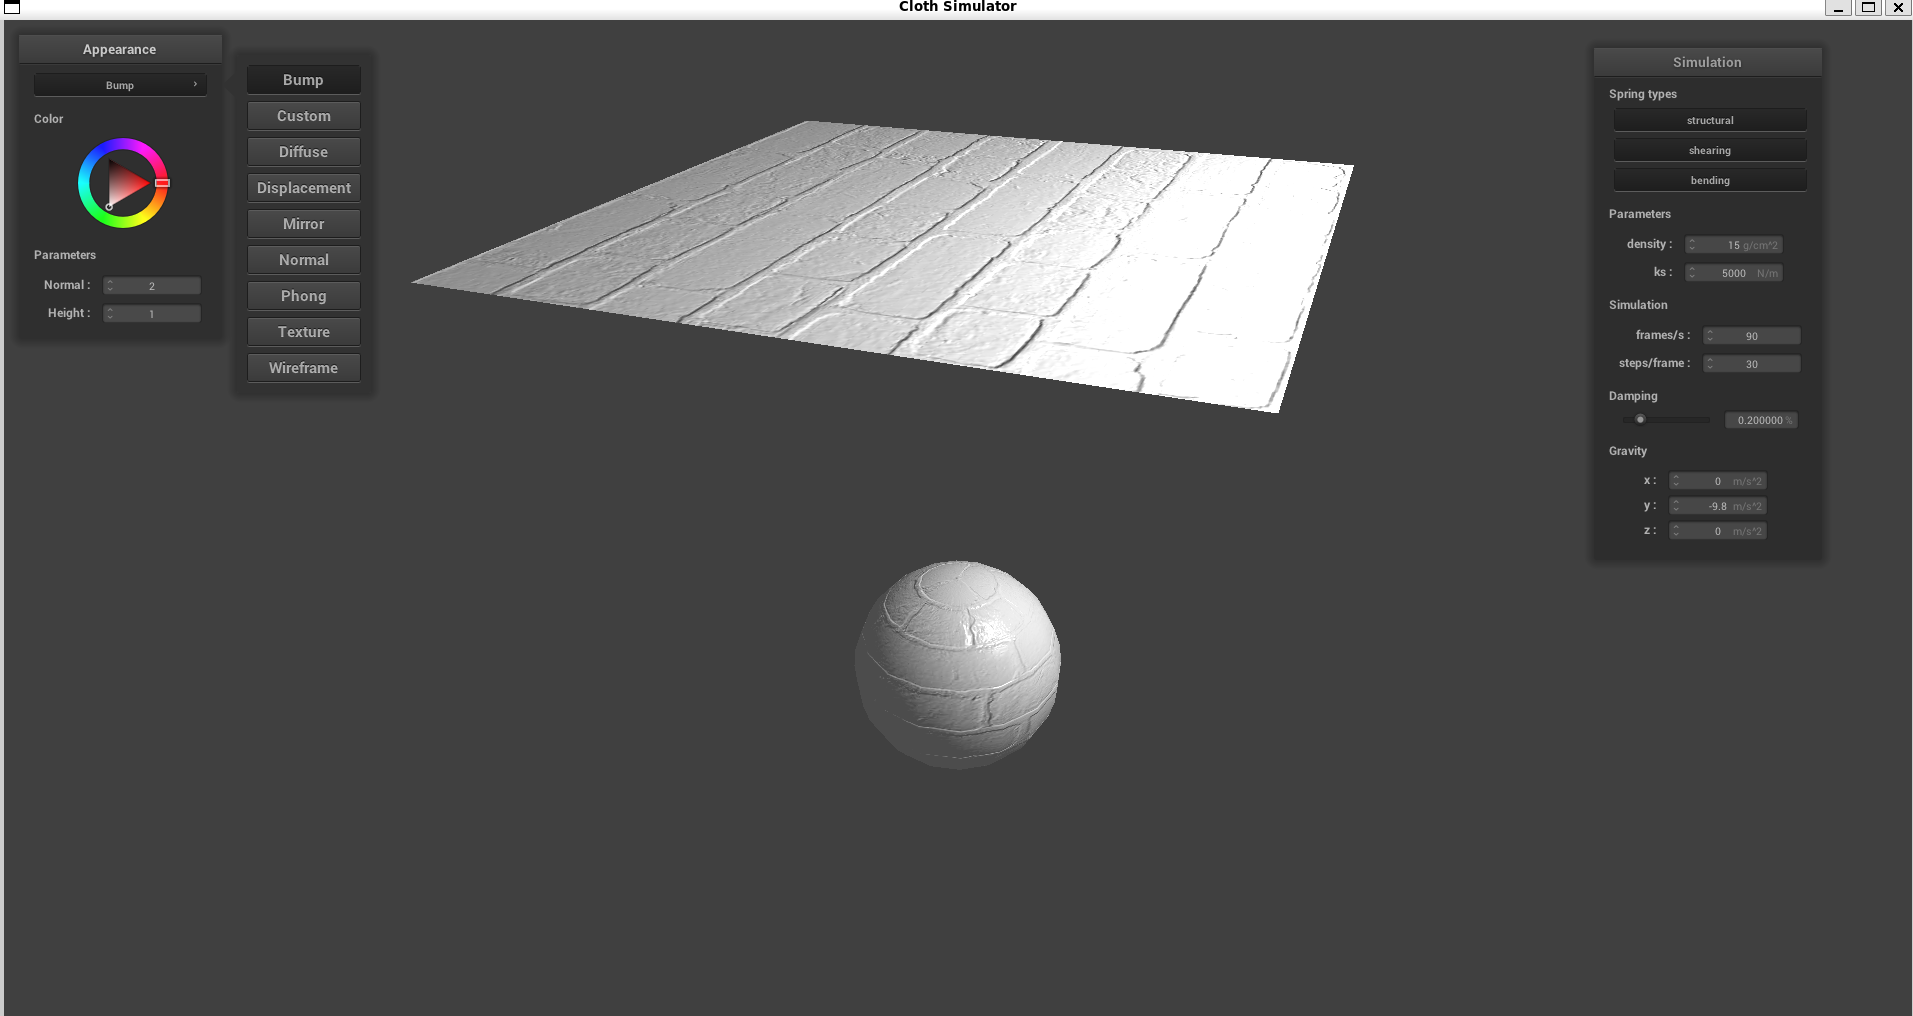 Cloth Simulator
Appearance
Bump ›
Color
Parameters
Normal : 2
Height : 1
Bump
Custom
Diffuse
Displacement
Mirror
Normal
Phong
Texture
Wireframe
Simulation
Spring types
structural
shearing
bending
Parameters
density : 15 g/cm^2
ks : 5000 N/m
Simulation
frames/s : 90
steps/frame : 30
Damping
0.200000 %
Gravity
x : 0 m/s^2
y : -9.8 m/s^2
z : 0 m/s^2